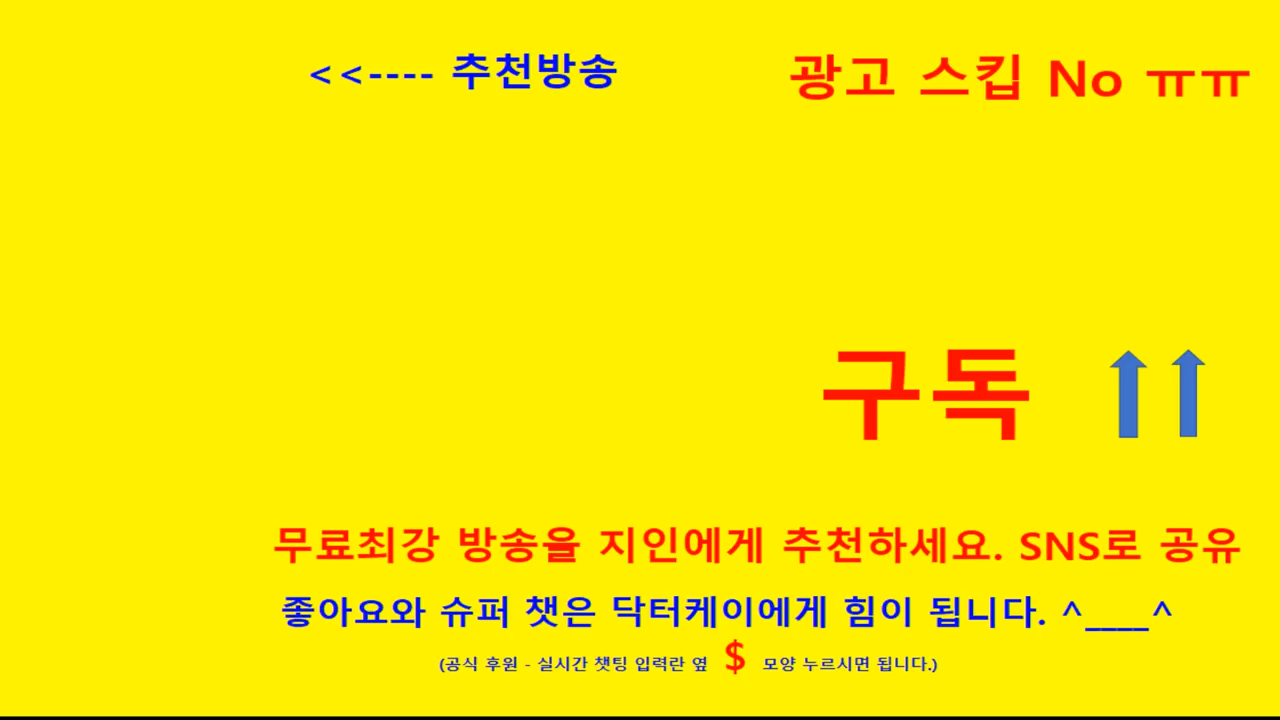 <<---- 추천방송
광고 스킵 No ㅠㅠ
구독
무료최강 방송을 지인에게 추천하세요. SNS로 공유
좋아요와 슈퍼 챗은 닥터케이에게 힘이 됩니다. ^____^
(공식 후원 - 실시간 챗팅 입력란 옆 $ 모양 누르시면 됩니다.)